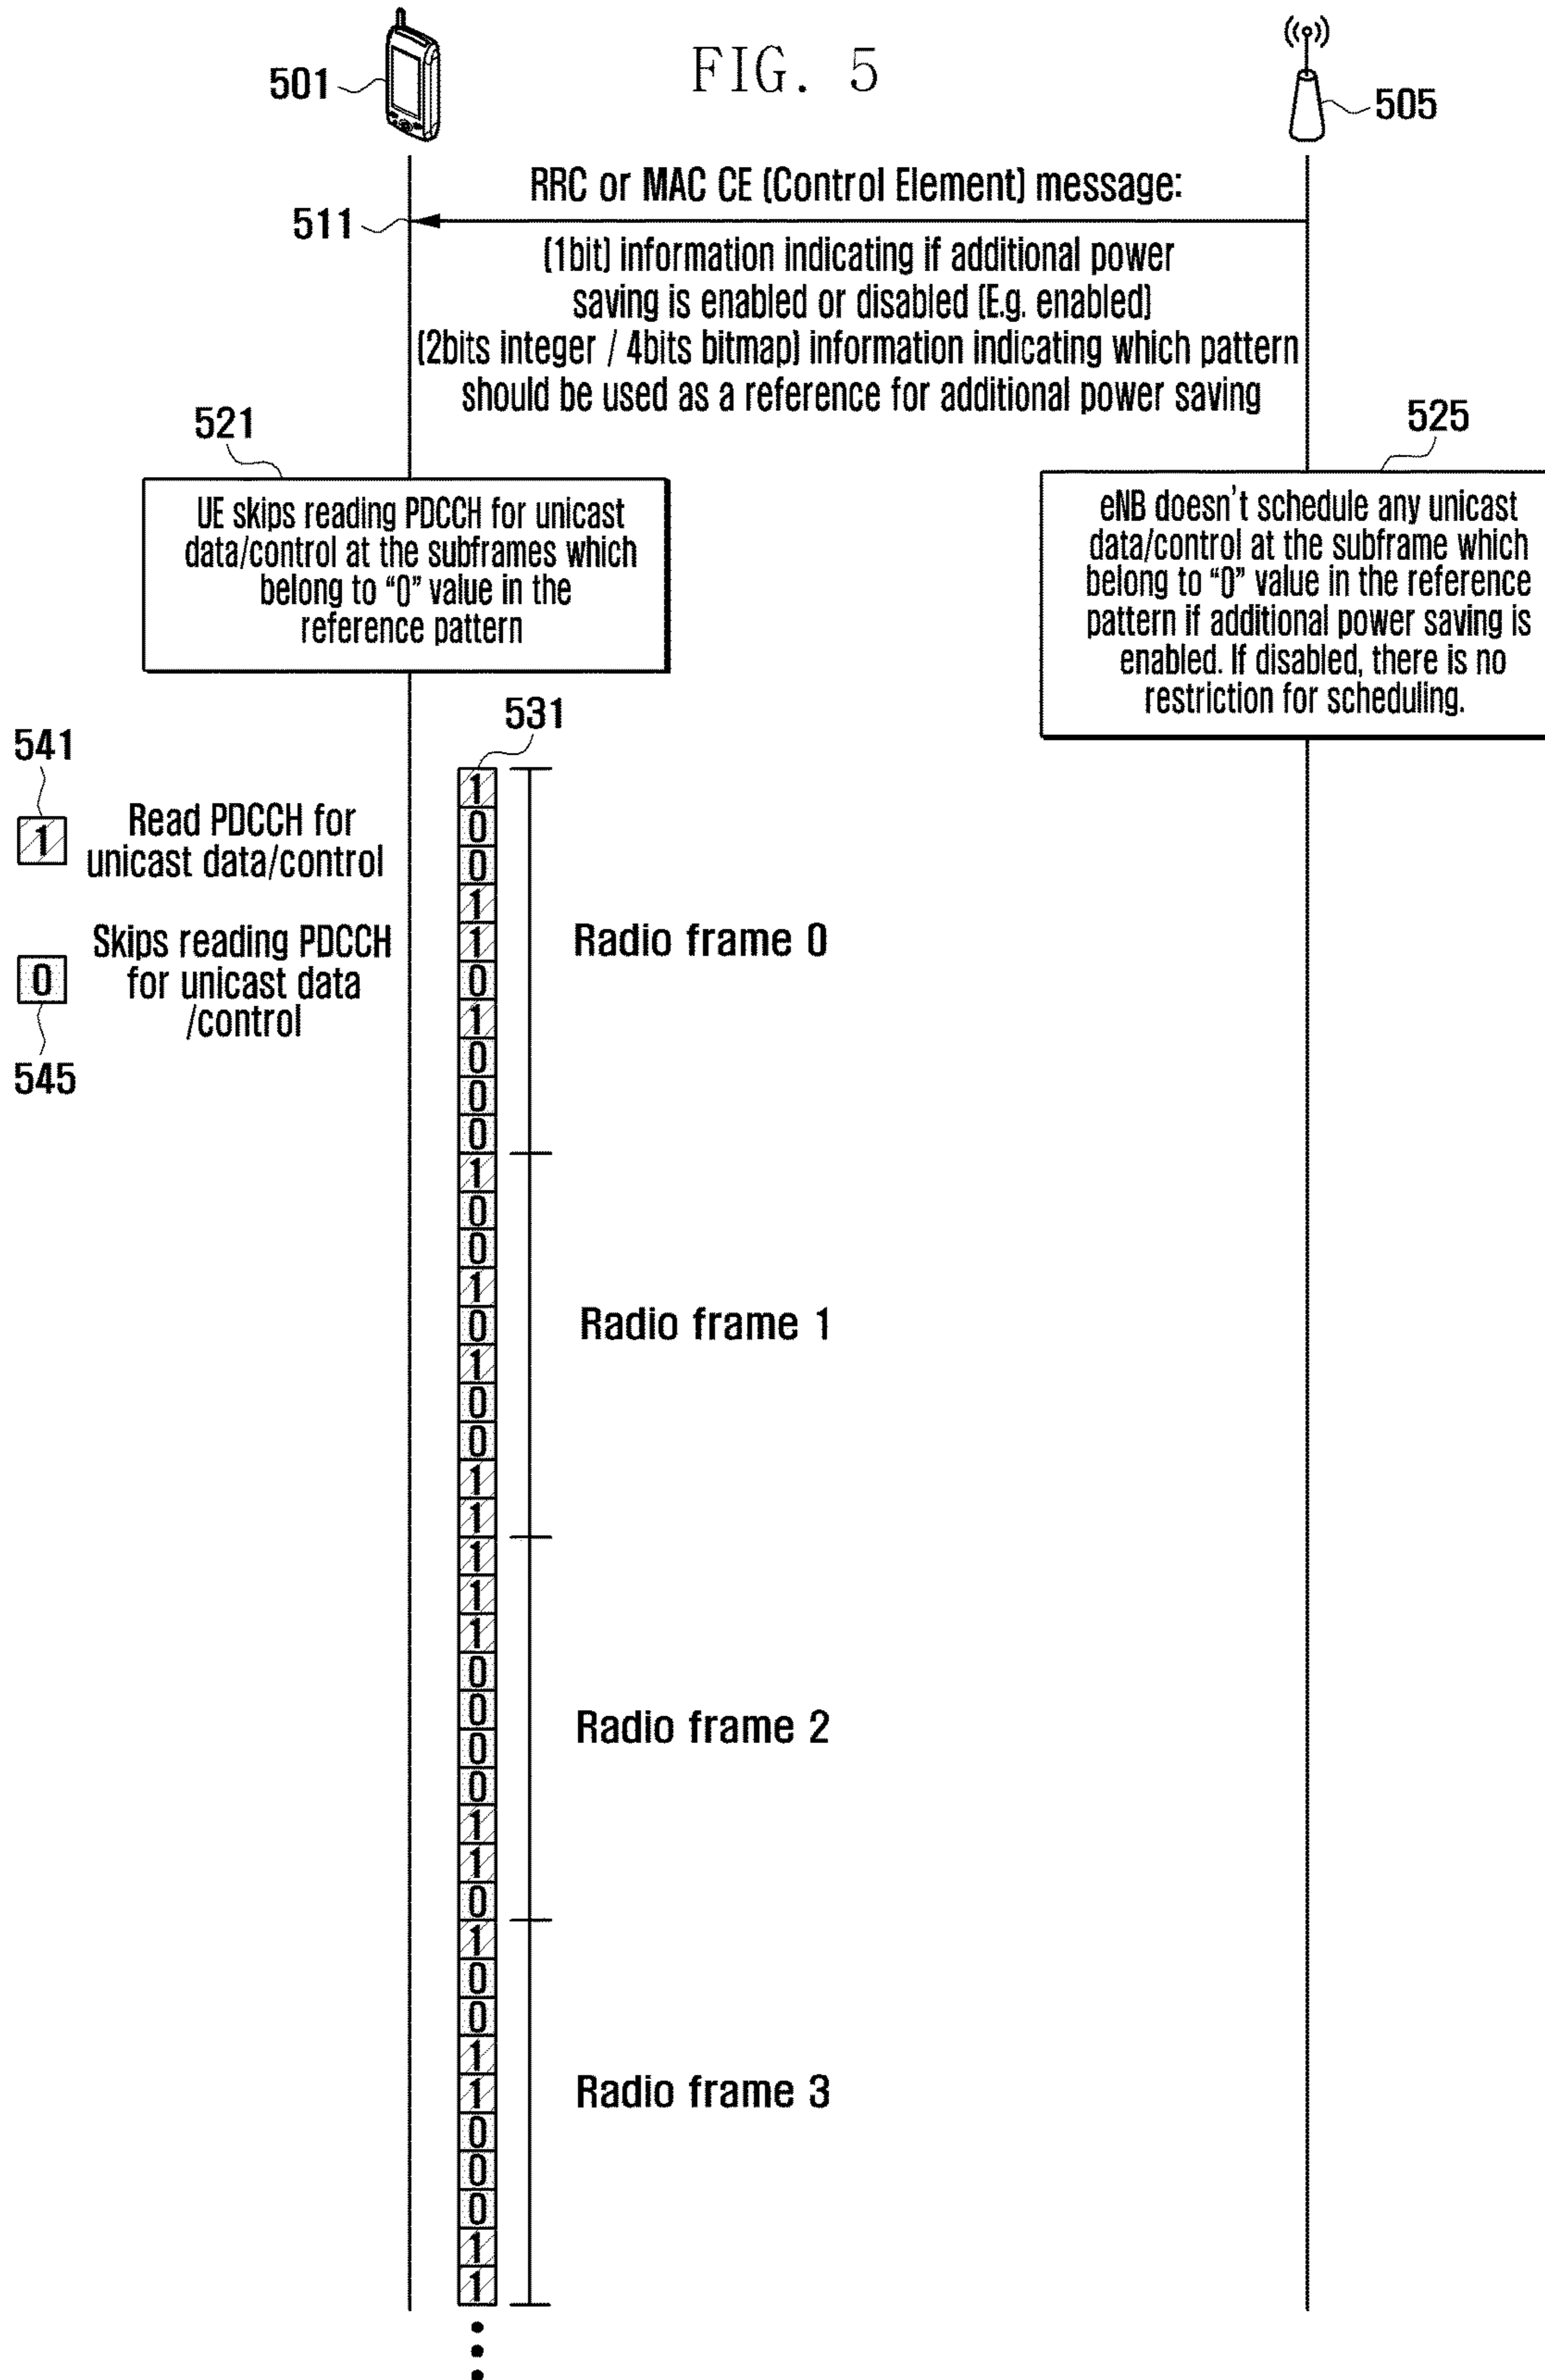 FIG. 5
501
505
RRC or MAC CE (Control Element) message:
511
(1bit) information indicating if additional power
saving is enabled or disabled (E.g. enabled)
(2bits integer / 4bits bitmap) information indicating which pattern
should be used as a reference for additional power saving
521
525
UE skips reading PDCCH for unicast
data/control at the subframes which
belong to “0” value in the
reference pattern
eNB doesn't schedule any unicast
data/control at the subframe which
belong to “0” value in the reference
pattern if additional power saving is
enabled. If disabled, there is no
restriction for scheduling.
531
541
1
Read PDCCH for
unicast data/control
0
Skips reading PDCCH
for unicast data
/control
545
1
0
0
1
1
0
1
0
0
0
Radio frame 0
1
0
0
1
0
1
0
0
1
1
Radio frame 1
1
1
1
0
0
0
0
1
1
0
Radio frame 2
1
0
0
1
1
0
0
0
1
1
Radio frame 3